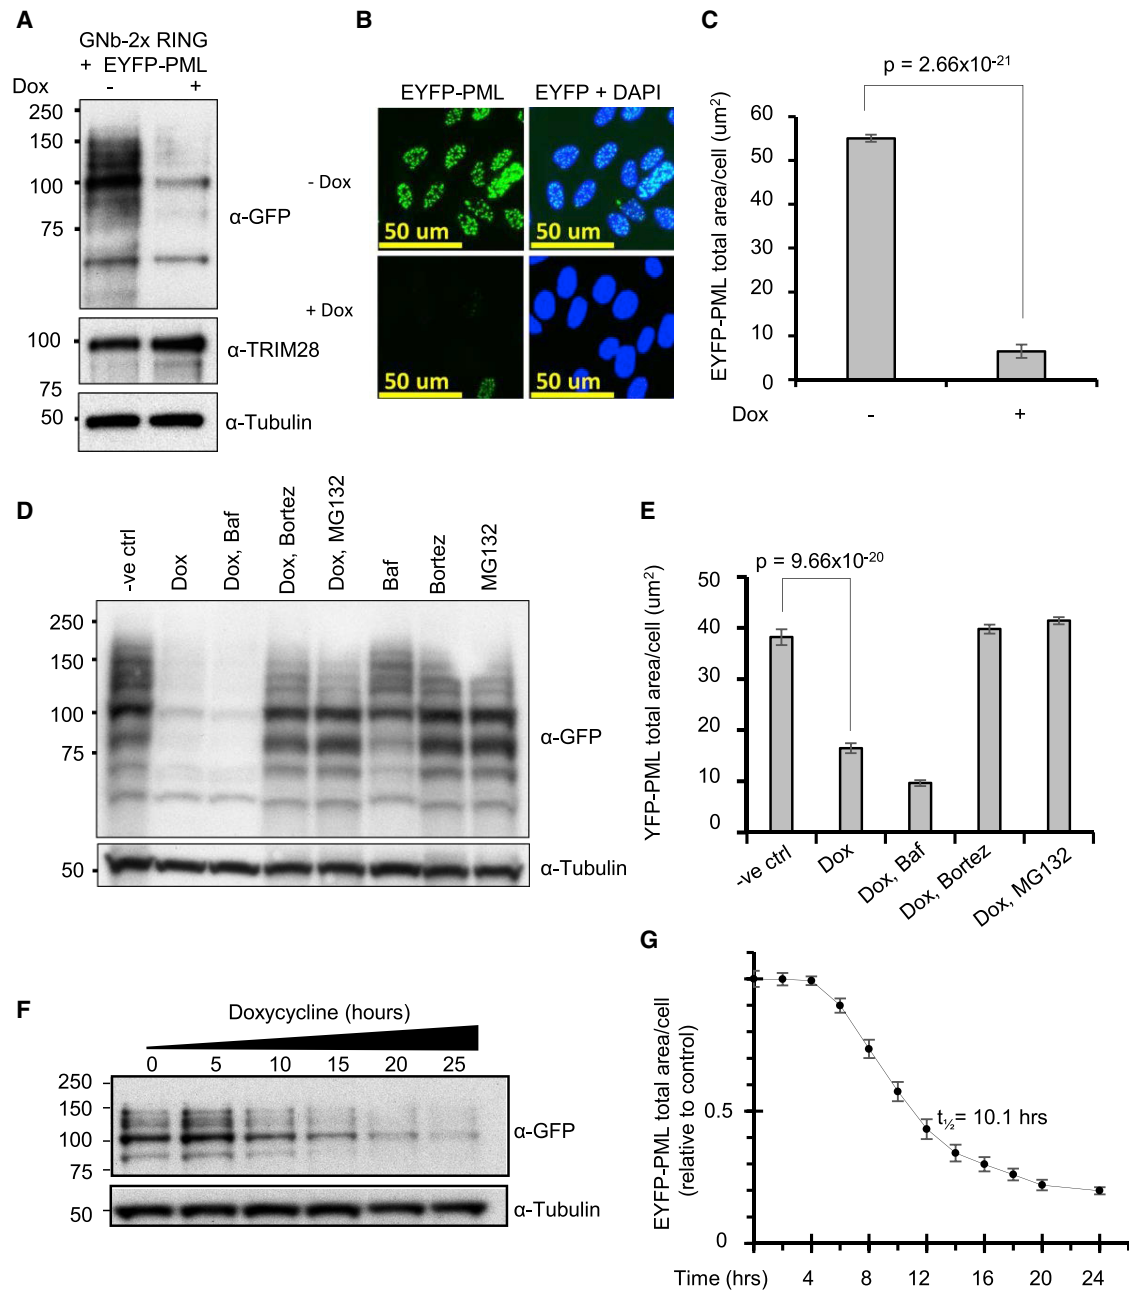 A
GNb-2x RING
+ EYFP-PML
Dox - +
250
150
100
75
α-GFP
100
α-TRIM28
75
50
α-Tubulin
B
EYFP-PML EYFP + DAPI
- Dox
50 um 50 um
+ Dox
50 um 50 um
C
p = 2.66x10-21
EYFP-PML total area/cell (um2)
60
50
40
30
20
10
0
Dox - +
D
-ve ctrl
Dox
Dox, Baf
Dox, Bortez
Dox, MG132
Baf
Bortez
MG132
250
150
100
75
α-GFP
50
α-Tubulin
E
p = 9.66x10-20
YFP-PML total area/cell (um2)
50
40
30
20
10
0
-ve ctrl
Dox
Dox, Baf
Dox, Bortez
Dox, MG132
F
Doxycycline (hours)
0 5 10 15 20 25
250
150
100
75
α-GFP
50
α-Tubulin
G
EYFP-PML total area/cell
(relative to control)
0.5
0
t½= 10.1 hrs
Time (hrs) 4 8 12 16 20 24